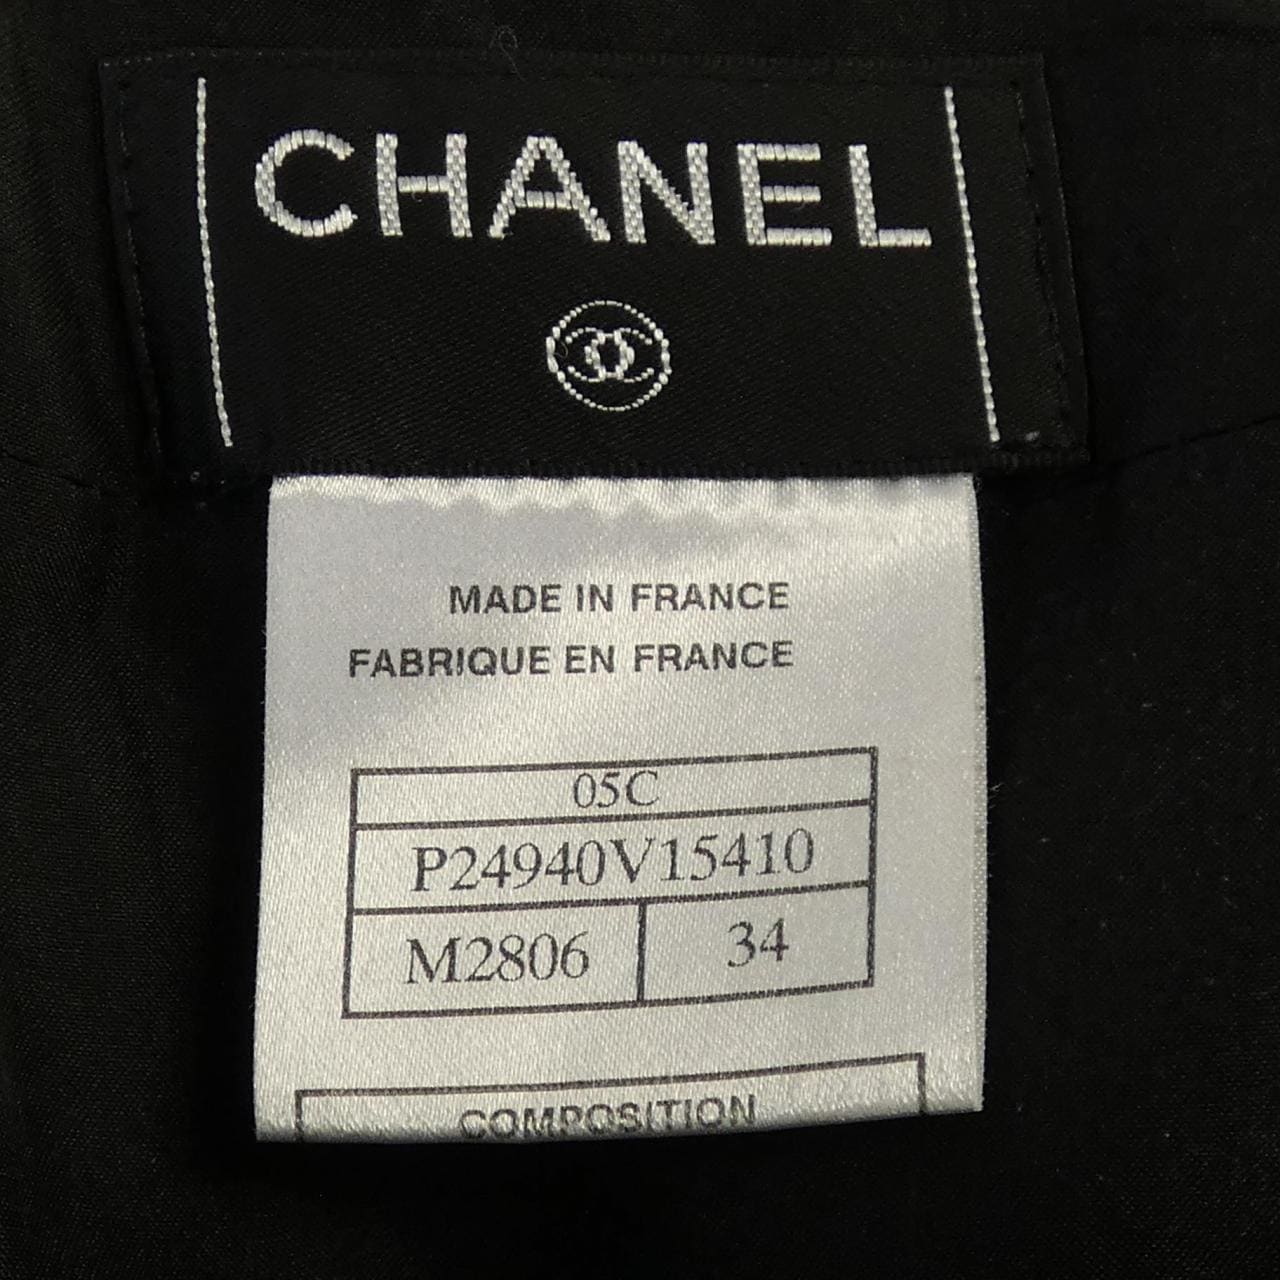 CHANEL
MADE IN FRANCE
FABRIQUE EN FRANCE
05C
P24940V15410
M2806 34
COMPOSITION